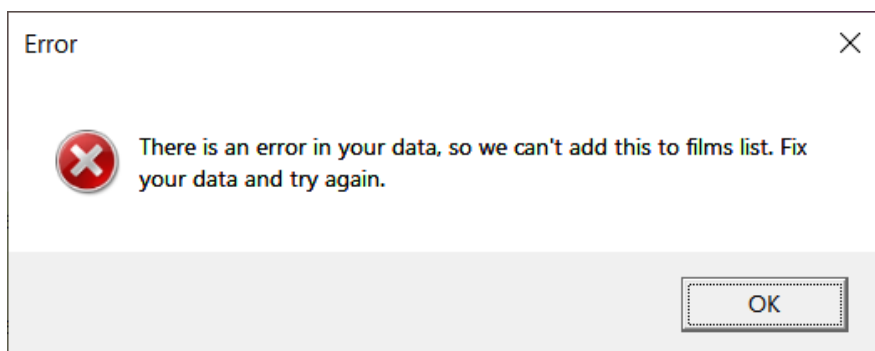 Error
There is an error in your data, so we can't add this to films list. Fix
your data and try again.
OK